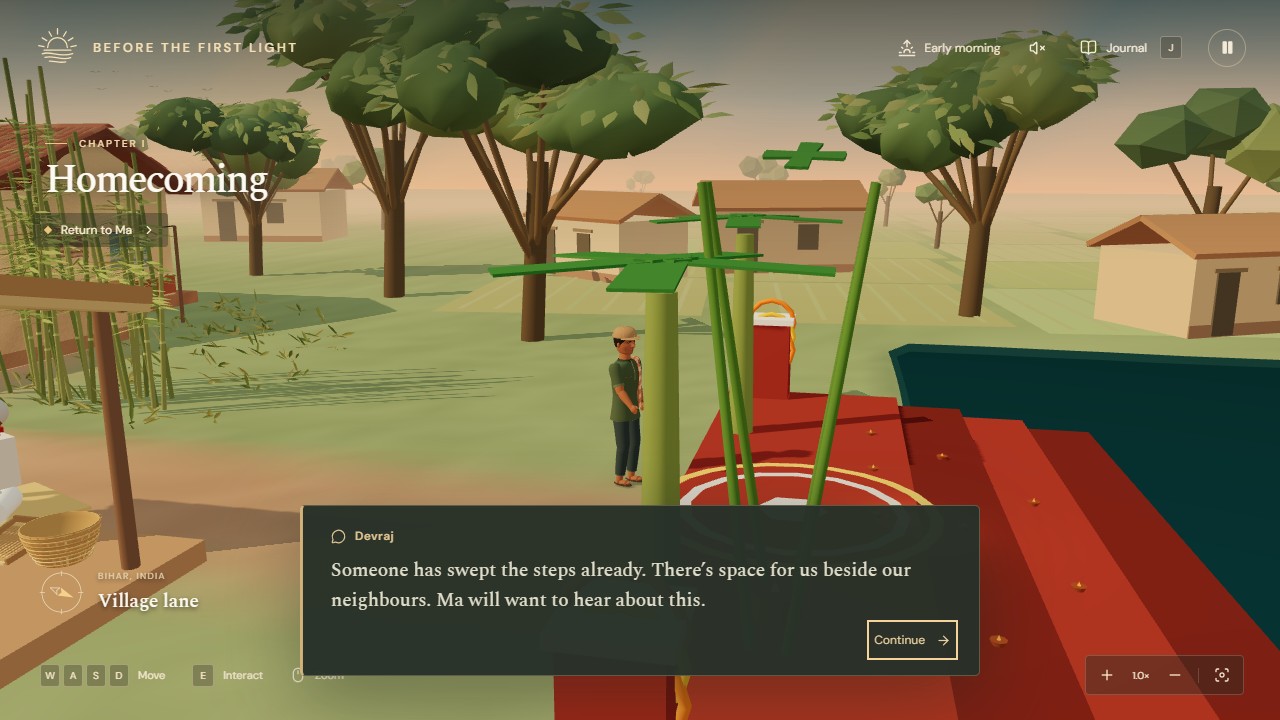 BEFORE THE FIRST LIGHT
Early morning
Journal J
CHAPTER I
Homecoming
Return to Ma
Devraj
Someone has swept the steps already. There's space for us beside our
neighbours. Ma will want to hear about this.
Continue
BIHAR, INDIA
Village lane
W A S D Move E Interact Zoom
1.0×